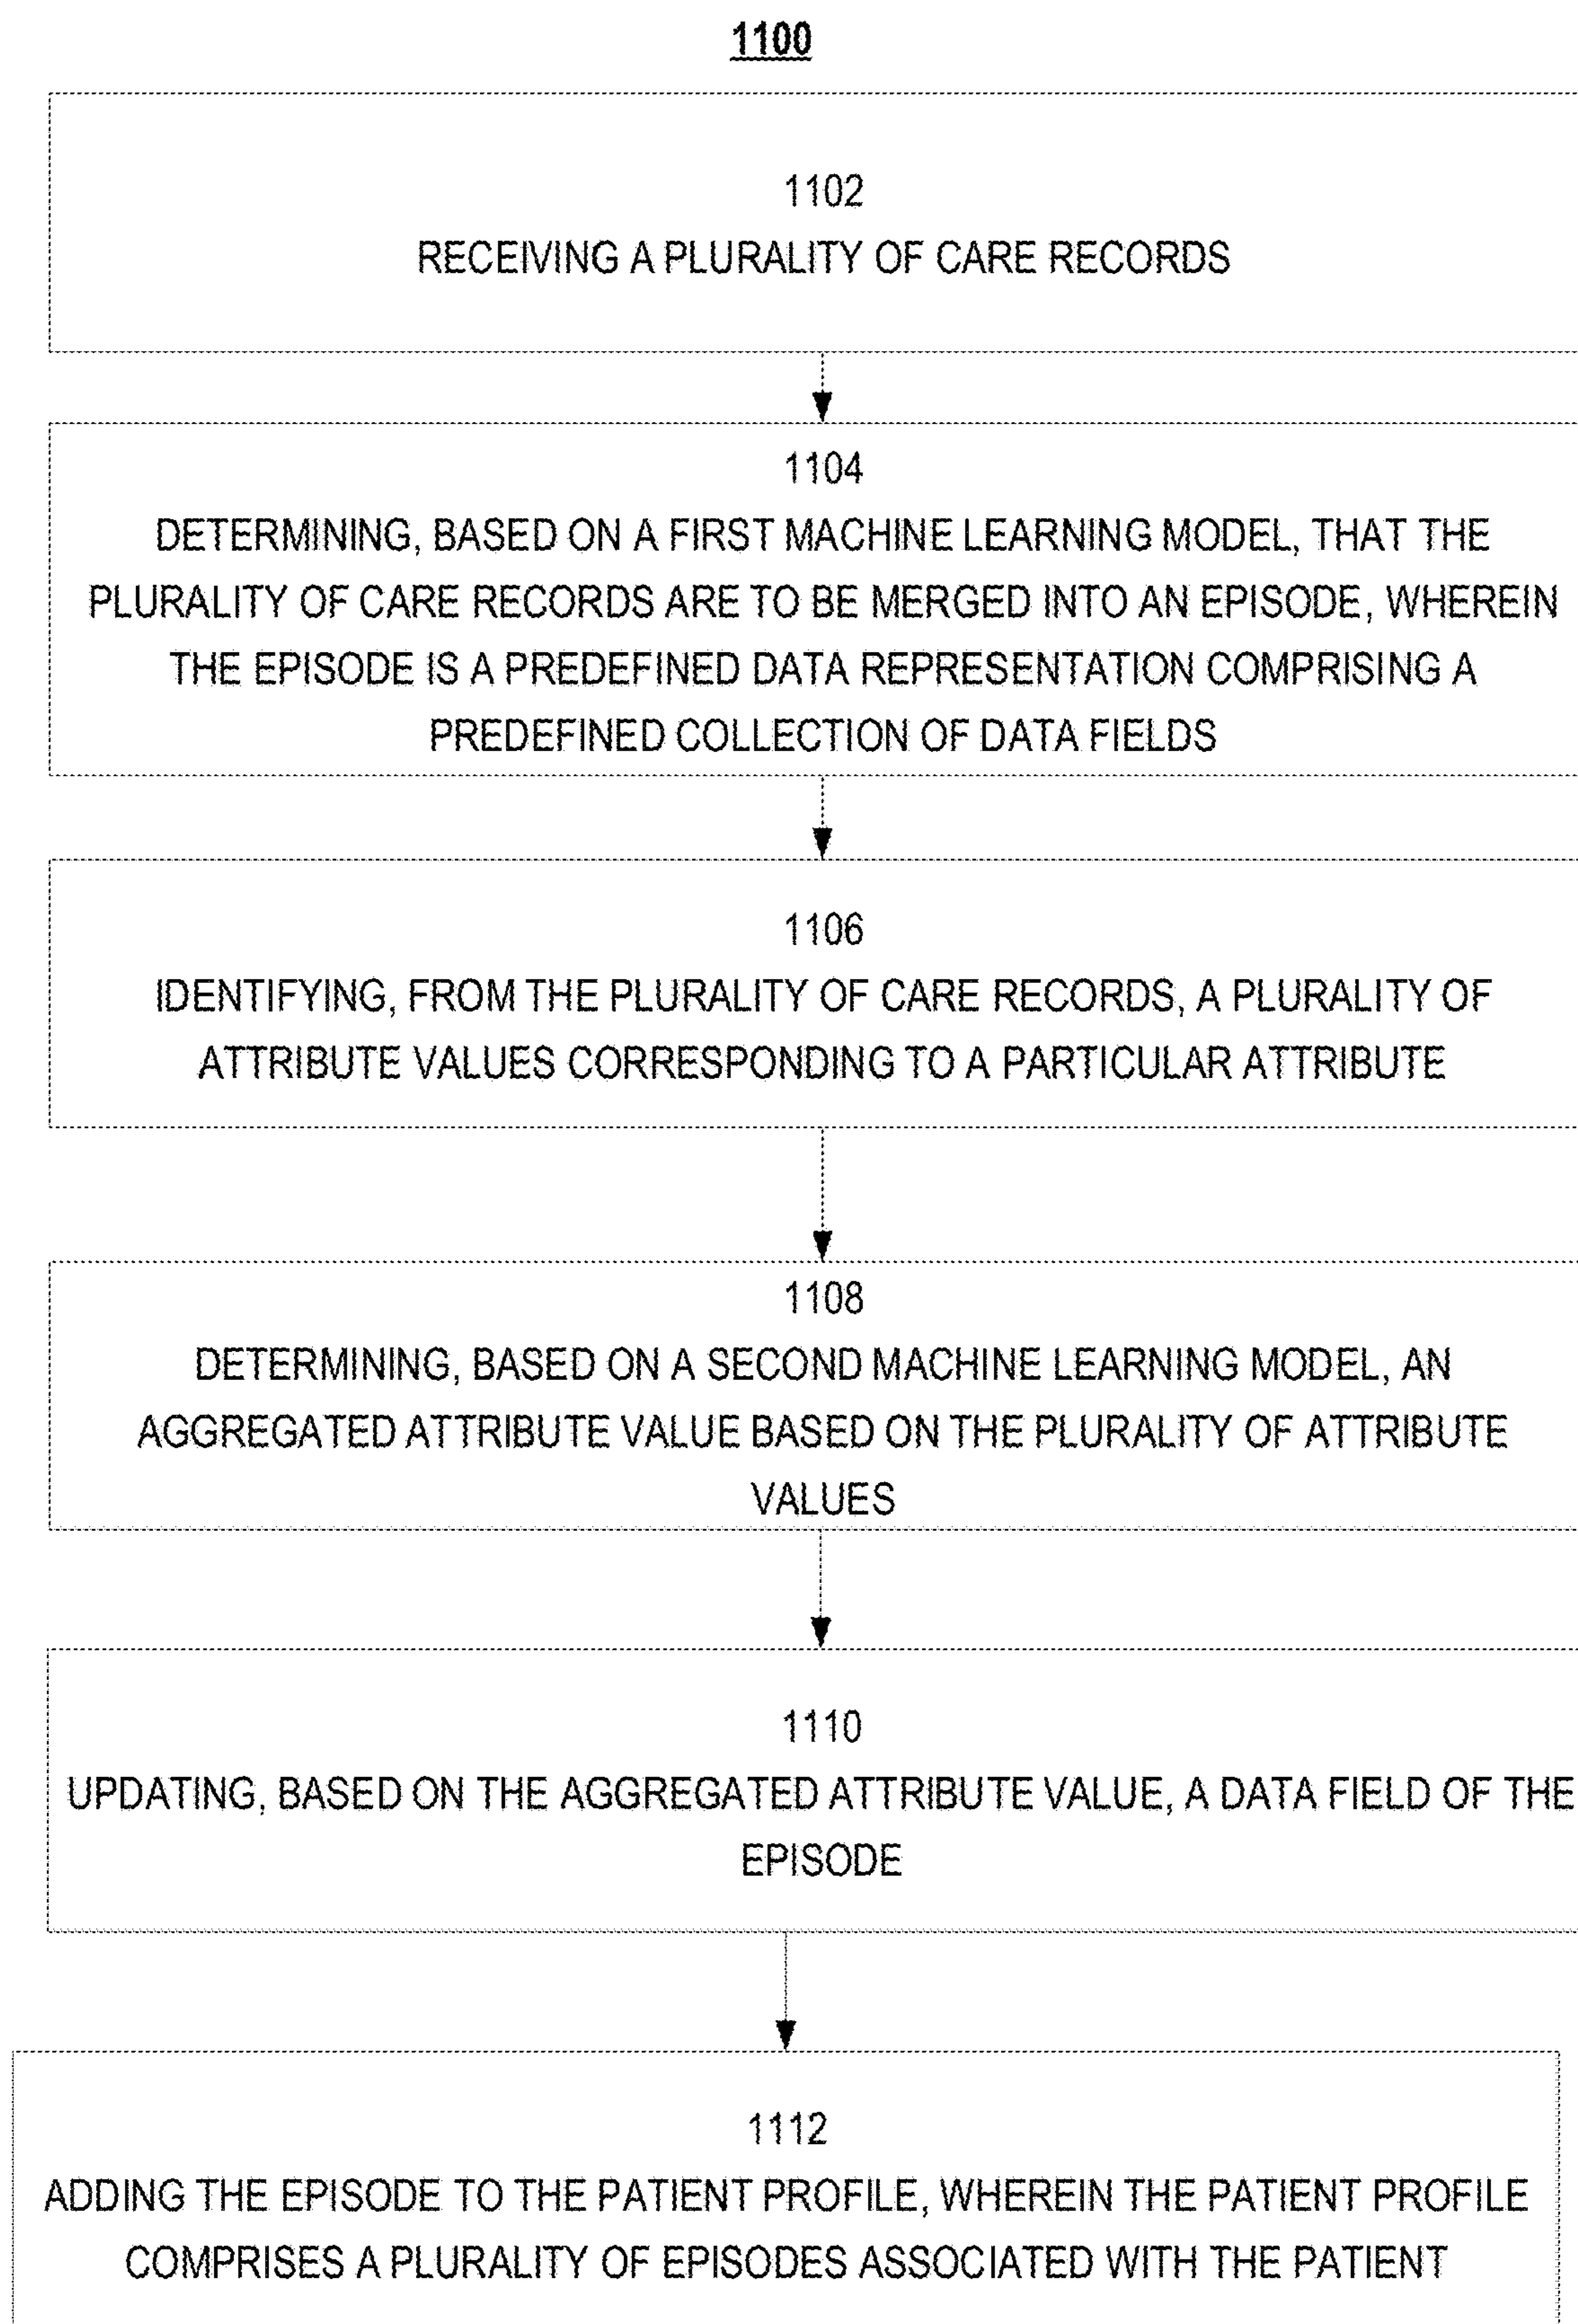 1100
1102
RECEIVING A PLURALITY OF CARE RECORDS
1104
DETERMINING, BASED ON A FIRST MACHINE LEARNING MODEL, THAT THE
PLURALITY OF CARE RECORDS ARE TO BE MERGED INTO AN EPISODE, WHEREIN
THE EPISODE IS A PREDEFINED DATA REPRESENTATION COMPRISING A
PREDEFINED COLLECTION OF DATA FIELDS
1106
IDENTIFYING, FROM THE PLURALITY OF CARE RECORDS, A PLURALITY OF
ATTRIBUTE VALUES CORRESPONDING TO A PARTICULAR ATTRIBUTE
1108
DETERMINING, BASED ON A SECOND MACHINE LEARNING MODEL, AN
AGGREGATED ATTRIBUTE VALUE BASED ON THE PLURALITY OF ATTRIBUTE
VALUES
1110
UPDATING, BASED ON THE AGGREGATED ATTRIBUTE VALUE, A DATA FIELD OF THE
EPISODE
1112
ADDING THE EPISODE TO THE PATIENT PROFILE, WHEREIN THE PATIENT PROFILE
COMPRISES A PLURALITY OF EPISODES ASSOCIATED WITH THE PATIENT